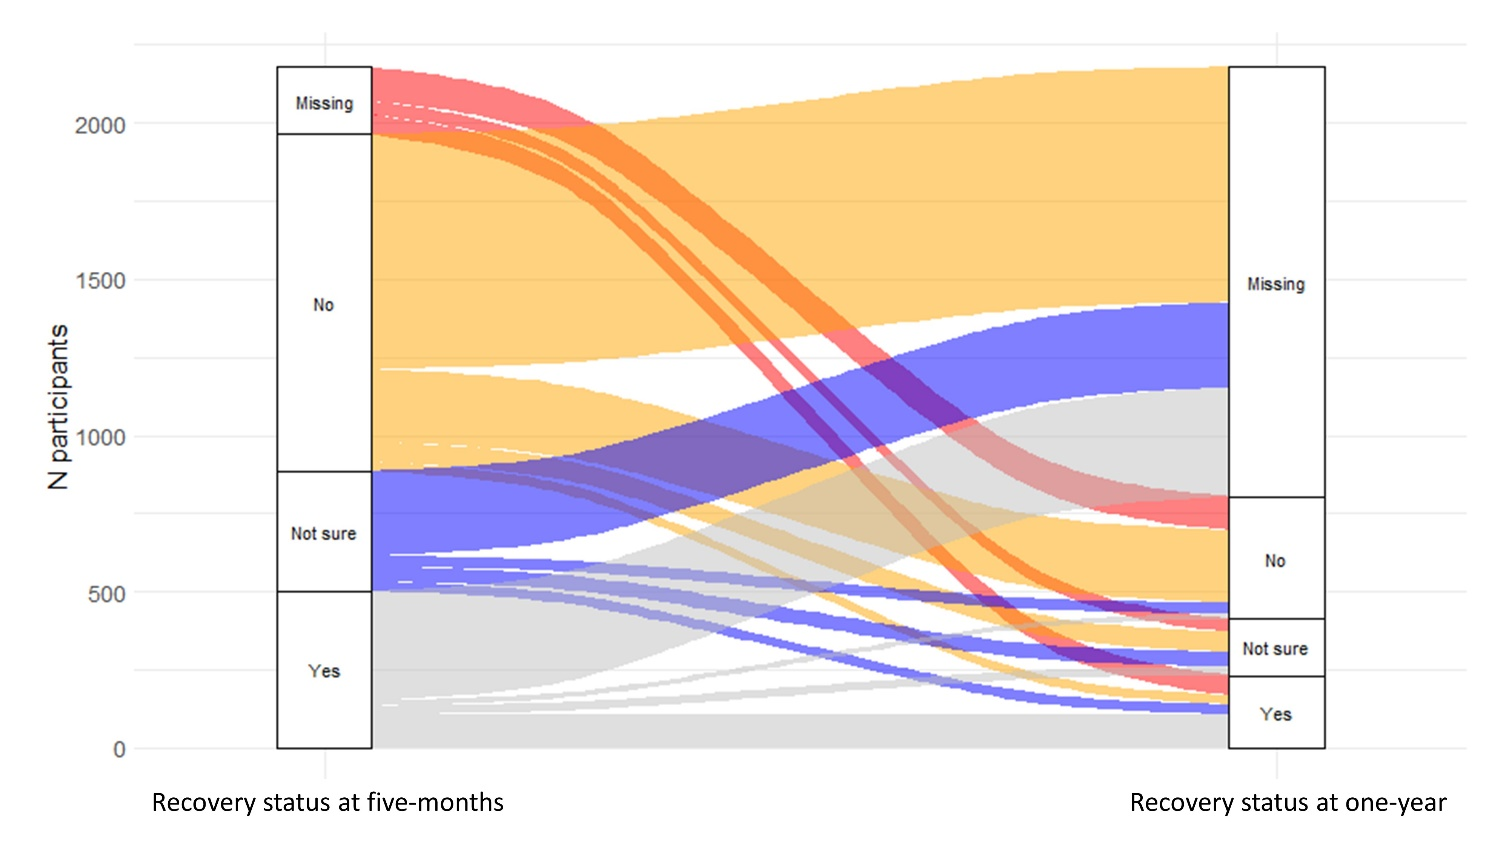 N participants
2000
1500
1000
500
0
Missing
No
Not sure
Yes
Missing
No
Not sure
Yes
Recovery status at five-months
Recovery status at one-year